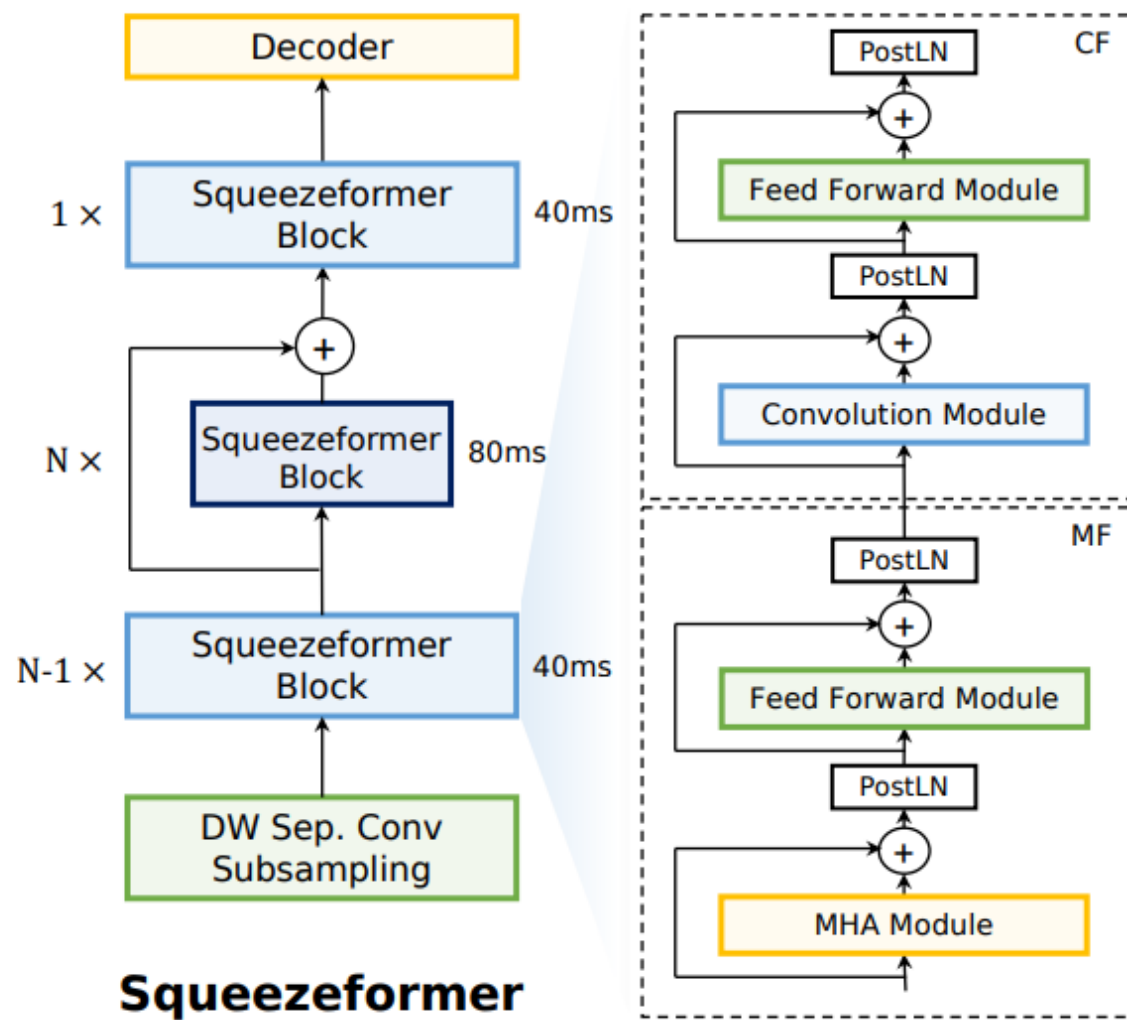 Decoder
1 ×
Squeezeformer
Block
40ms
+
N ×
Squeezeformer
Block
80ms
N-1 ×
Squeezeformer
Block
40ms
DW Sep. Conv
Subsampling
Squeezeformer
CF
PostLN
+
Feed Forward Module
PostLN
+
Convolution Module
MF
PostLN
+
Feed Forward Module
PostLN
+
MHA Module